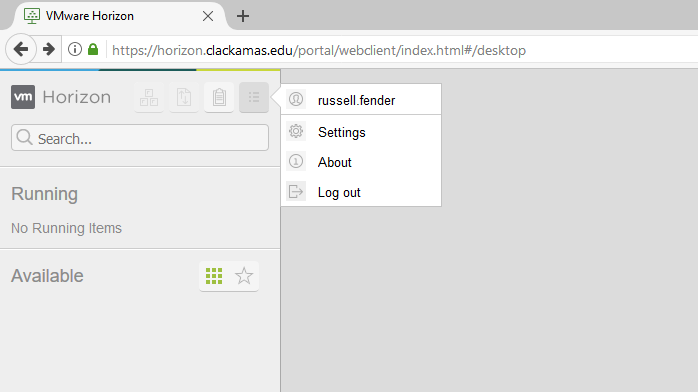 VMware Horizon
https://horizon.clackamas.edu/portal/webclient/index.html#/desktop
vm Horizon
russell.fender
Search...
Settings
About
Log out
Running
No Running Items
Available